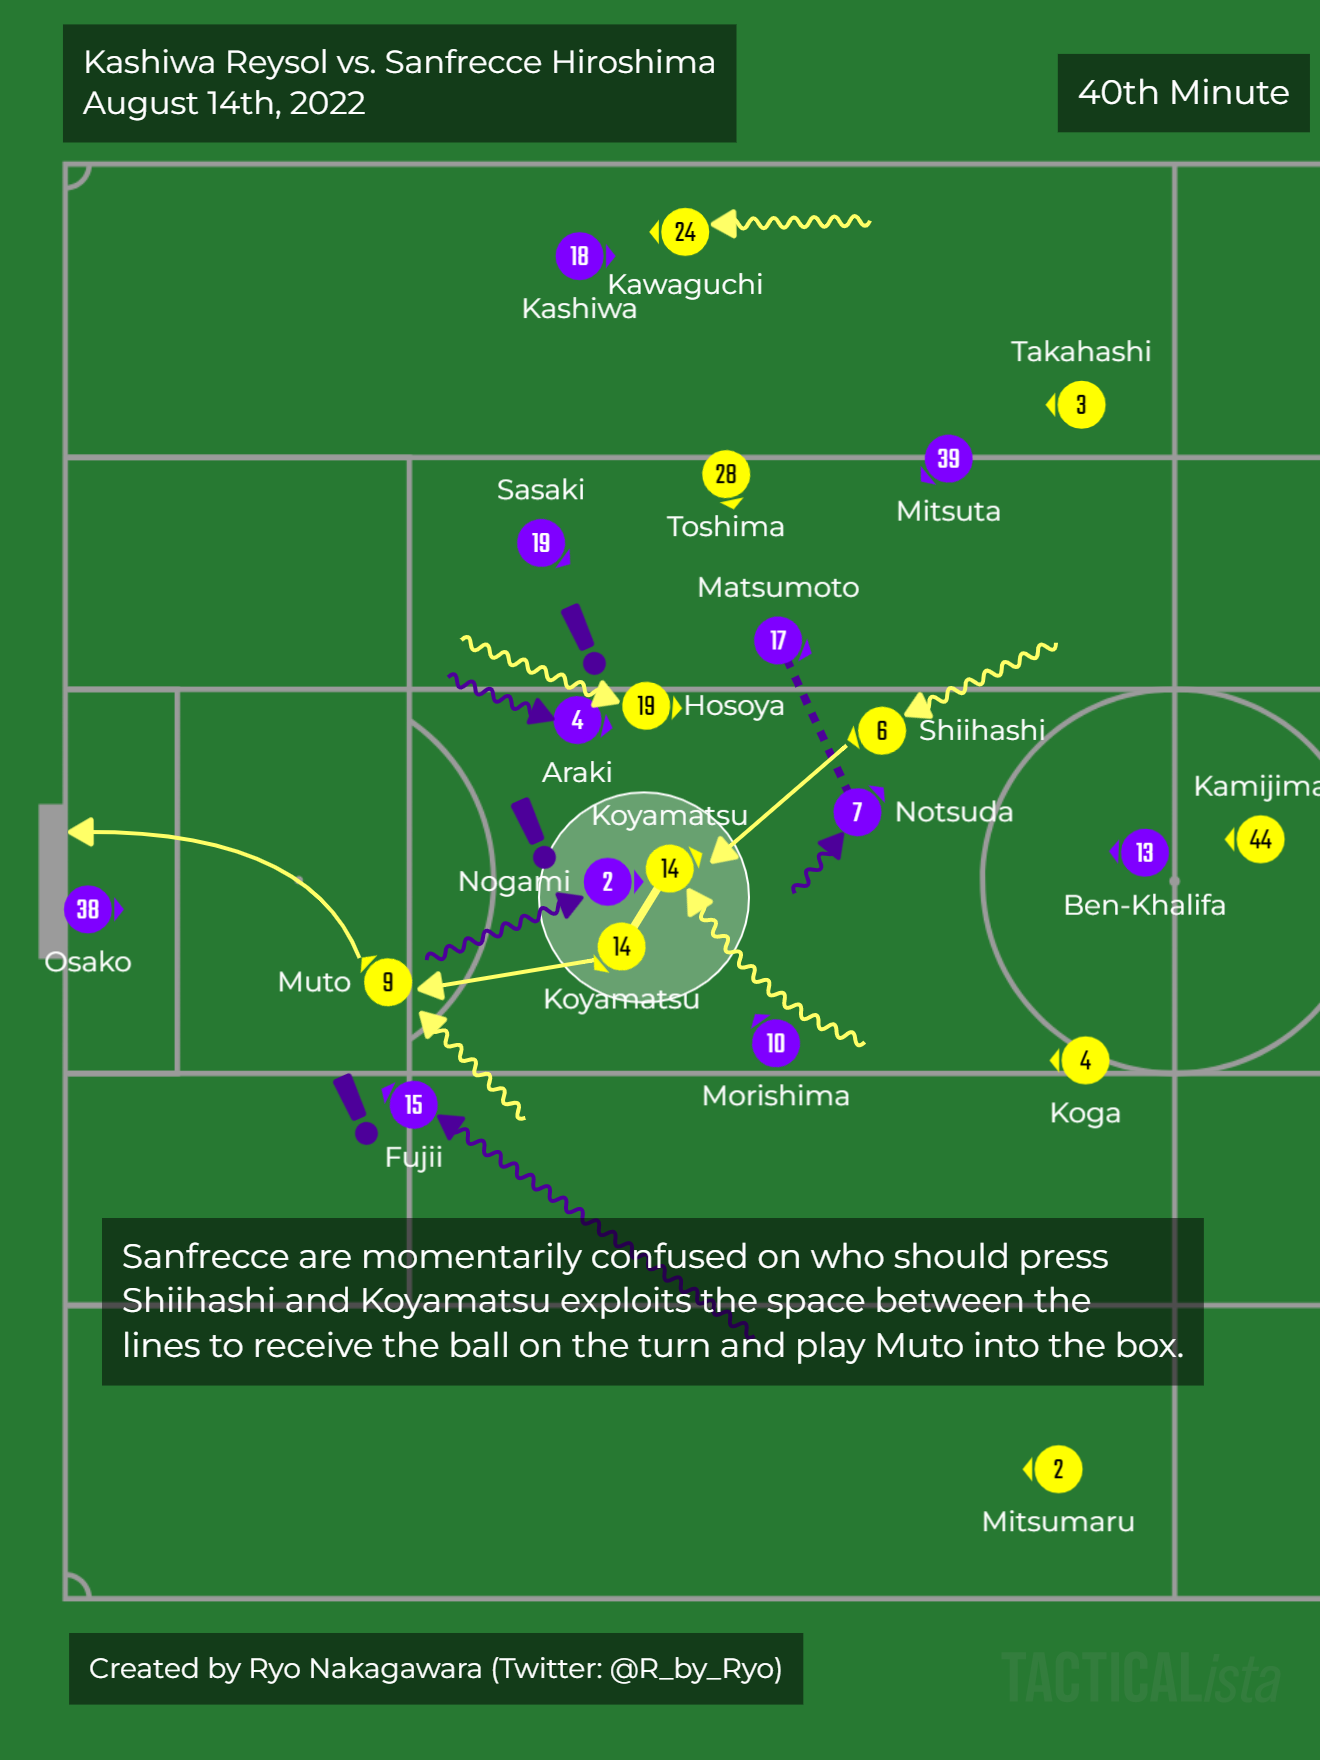 Kashiwa Reysol vs. Sanfrecce Hiroshima
August 14th, 2022
40th Minute
24
18
Kawaguchi
Kashiwa
Takahashi
3
39
28
Sasaki
Mitsuta
Toshima
19
Matsumoto
17
19
Hosoya
4
6
Shiihashi
Araki
Kamijima
Koyamatsu
7
Notsuda
44
13
14
Nogami
2
Ben-Khalifa
38
14
Osako
Muto
9
Koyamatsu
10
4
Morishima
15
Koga
Fujii
Sanfrecce are momentarily confused on who should press
Shiihashi and Koyamatsu exploits the space between the
lines to receive the ball on the turn and play Muto into the box.
2
Mitsumaru
Created by Ryo Nakagawara (Twitter: @R_by_Ryo)
TACTICALista